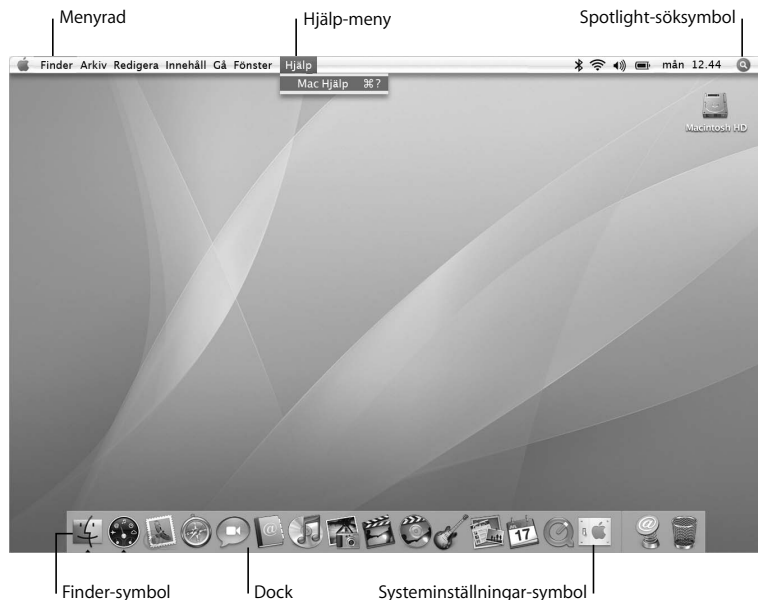 Menyrad
Hjälp-meny
Spotlight-söksymbol
Finder Arkiv Redigera Innehåll Gå Fönster Hjälp mån 12.44
Mac Hjälp ⌘?
Macintosh HD
17
Finder-symbol
Dock
Systeminställningar-symbol